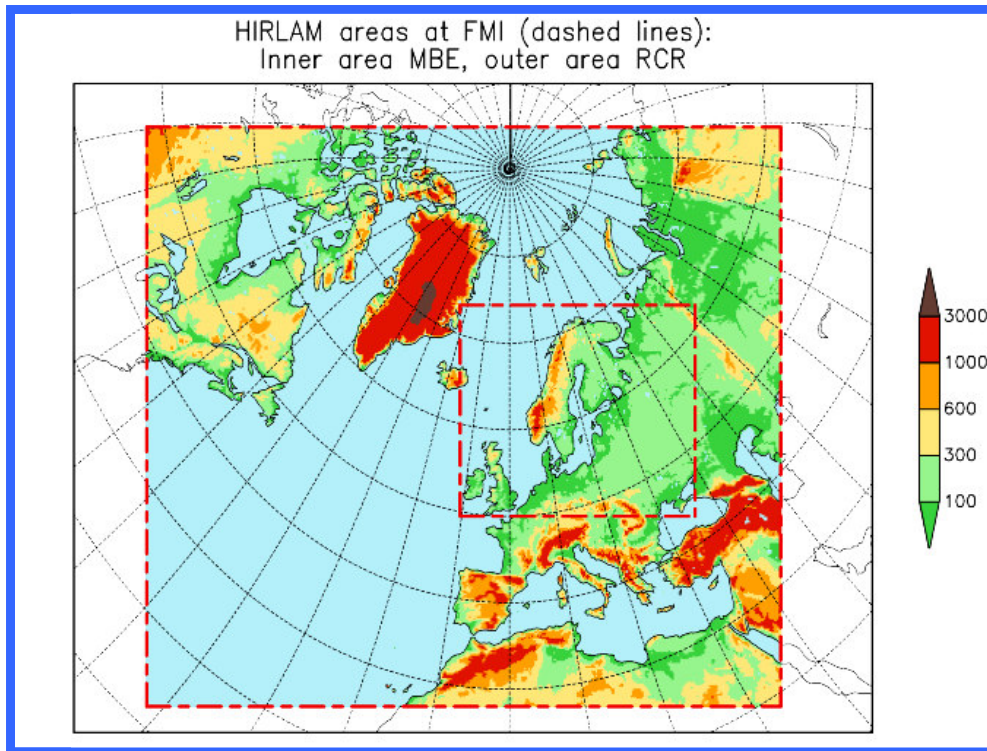 HIRLAM areas at FMI (dashed lines):
Inner area MBE, outer area RCR
3000
1000
600
300
100